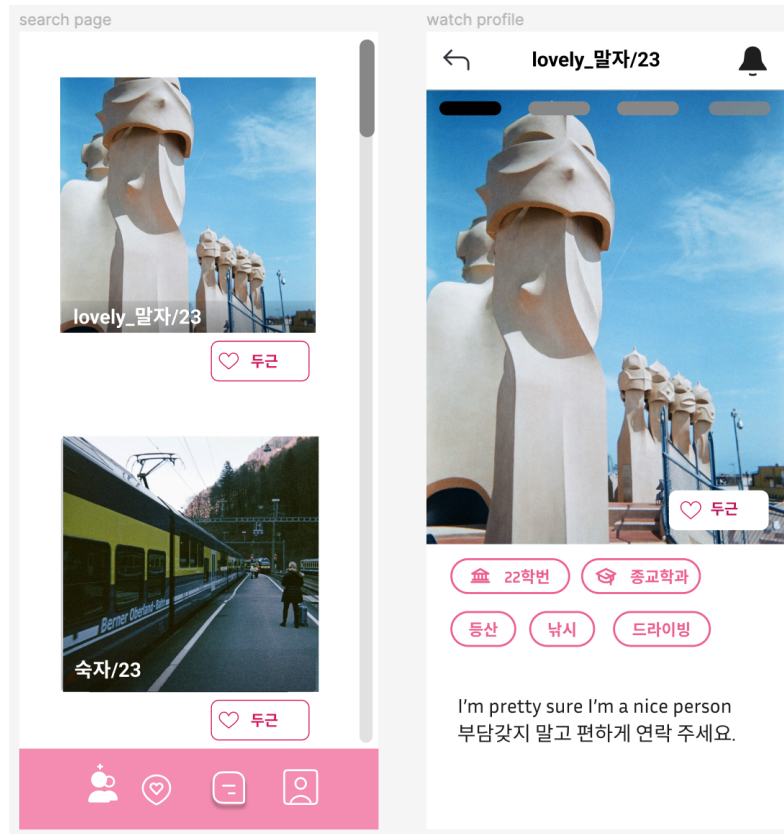 search page
lovely_말자/23
두근
Berner Oberland-Bahn
숙자/23
두근
watch profile
lovely_말자/23
두근
22학번
종교학과
등산
낚시
드라이빙
I'm pretty sure I'm a nice person
부담갖지 말고 편하게 연락 주세요.